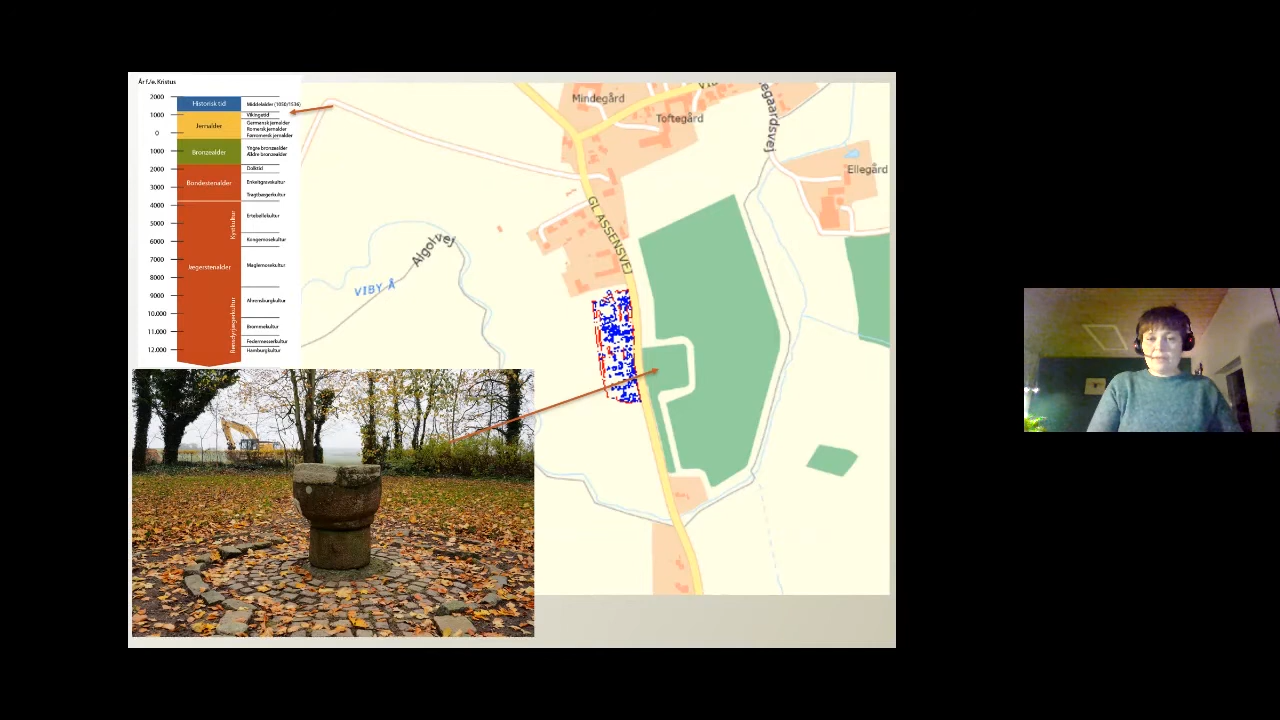 År f./e. Kristus
2000
1000
0
1000
2000
3000
4000
5000
6000
7000
8000
9000
10.000
11.000
12.000
Historisk tid
Jernalder
Bronzealder
Bondestenalder
Jægerstenalder
Kystkultur
Rensdyrjægerkultur
Middelalder (1050/1536)
Vikingetid
Germansk jernalder
Romersk jernalder
Førromersk jernalder
Yngre bronzealder
Ældre bronzealder
Dolktid
Enkeltgravskultur
Tragtbægerkultur
Ertebøllekultur
Kongemosekultur
Maglemosekultur
Ahrensburgkultur
Brommekultur
Federmesserkultur
Hamburgkultur
Mindegård
Toftegård
Ellegård
GL ASSENSVEJ
Algolvej
VIBY Å